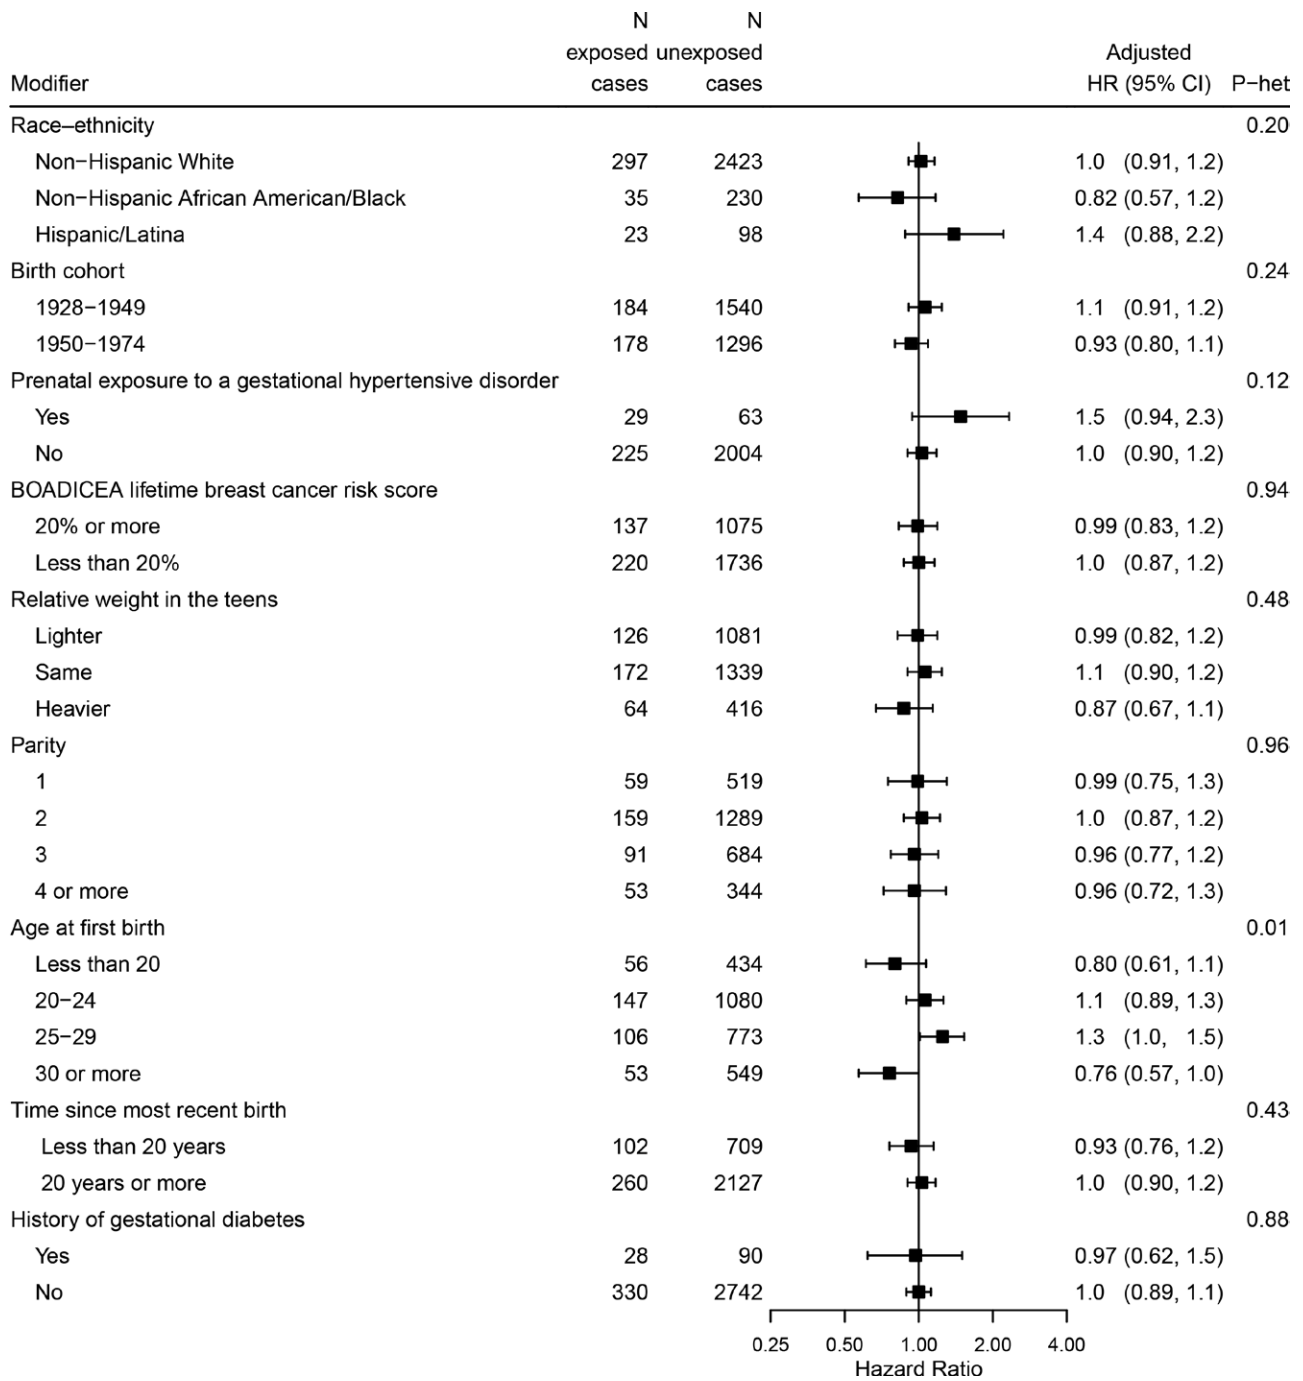 N N
exposed unexposed Adjusted
Modifier cases cases HR (95% CI) P−het
Race–ethnicity 0.20
Non−Hispanic White 297 2423 1.0 (0.91, 1.2)
Non−Hispanic African American/Black 35 230 0.82 (0.57, 1.2)
Hispanic/Latina 23 98 1.4 (0.88, 2.2)
Birth cohort 0.24
1928−1949 184 1540 1.1 (0.91, 1.2)
1950−1974 178 1296 0.93 (0.80, 1.1)
Prenatal exposure to a gestational hypertensive disorder 0.12
Yes 29 63 1.5 (0.94, 2.3)
No 225 2004 1.0 (0.90, 1.2)
BOADICEA lifetime breast cancer risk score 0.94
20% or more 137 1075 0.99 (0.83, 1.2)
Less than 20% 220 1736 1.0 (0.87, 1.2)
Relative weight in the teens 0.48
Lighter 126 1081 0.99 (0.82, 1.2)
Same 172 1339 1.1 (0.90, 1.2)
Heavier 64 416 0.87 (0.67, 1.1)
Parity 0.96
1 59 519 0.99 (0.75, 1.3)
2 159 1289 1.0 (0.87, 1.2)
3 91 684 0.96 (0.77, 1.2)
4 or more 53 344 0.96 (0.72, 1.3)
Age at first birth 0.01
Less than 20 56 434 0.80 (0.61, 1.1)
20−24 147 1080 1.1 (0.89, 1.3)
25−29 106 773 1.3 (1.0, 1.5)
30 or more 53 549 0.76 (0.57, 1.0)
Time since most recent birth 0.43
Less than 20 years 102 709 0.93 (0.76, 1.2)
20 years or more 260 2127 1.0 (0.90, 1.2)
History of gestational diabetes 0.88
Yes 28 90 0.97 (0.62, 1.5)
No 330 2742 1.0 (0.89, 1.1)
0.25 0.50 1.00 2.00 4.00
Hazard Ratio